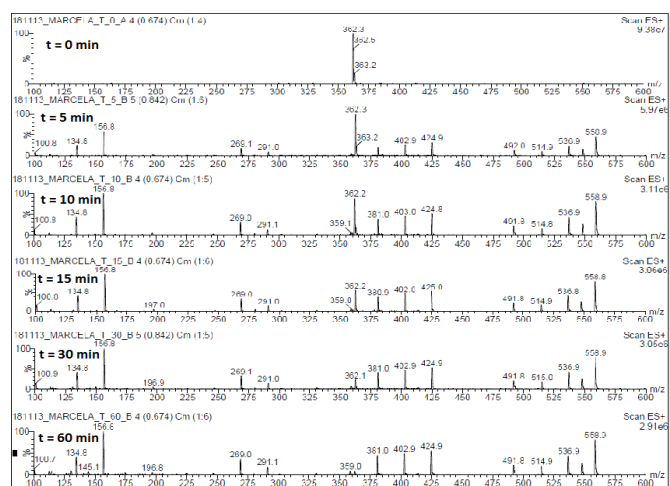 181113_MARCELA_T_0_A 4 (0.674) Cm (1:4) Scan ES+
362.3 9.38e7
100
t = 0 min
362.5
%
363.2
0 m/z
100 125 150 175 200 225 250 275 300 325 350 375 400 425 450 475 500 525 550 575 600
181113_MARCELA_T_5_B 5 (0.842) Cm (1:5) Scan ES+
362.3 5.97e6
100
t = 5 min
156.8 550.9
%
100.8 134.8 269.1 291.0 363.2 402.9 424.9 492.0 514.9 536.9
0 m/z
100 125 150 175 200 225 250 275 300 325 350 375 400 425 450 475 500 525 550 575 600
181113_MARCELA_T_10_B 4 (0.674) Cm (1:5) Scan ES+
156.8 3.11e6
100
t = 10 min
362.2 558.9
%
100.8 134.8 269.0 291.1 359.1 381.0 403.0 424.8 491.8 514.8 536.9
0 m/z
100 125 150 175 200 225 250 275 300 325 350 375 400 425 450 475 500 525 550 575 600
181113_MARCELA_T_15_B 4 (0.674) Cm (1:6) Scan ES+
156.8 3.06e6
100
t = 15 min
362.2 558.8
%
100.0 134.8 197.0 269.0 291.0 359.0 380.9 402.0 425.0 491.8 514.9 536.8
0 m/z
100 125 150 175 200 225 250 275 300 325 350 375 400 425 450 475 500 525 550 575 600
181113_MARCELA_T_30_B 5 (0.842) Cm (1:5) Scan ES+
156.8 3.05e6
100
t = 30 min
558.9
%
100.9 134.8 196.9 269.1 291.0 362.1 381.0 402.9 424.9 491.8 515.0 536.9
0 m/z
100 125 150 175 200 225 250 275 300 325 350 375 400 425 450 475 500 525 550 575 600
181113_MARCELA_T_60_B 4 (0.674) Cm (1:6) Scan ES+
156.8 2.91e6
100
t = 60 min
558.9
%
100.7 134.8 145.1 196.8 269.0 291.1 359.0 381.0 402.9 424.9 491.8 514.9 536.9
0 m/z
100 125 150 175 200 225 250 275 300 325 350 375 400 425 450 475 500 525 550 575 600